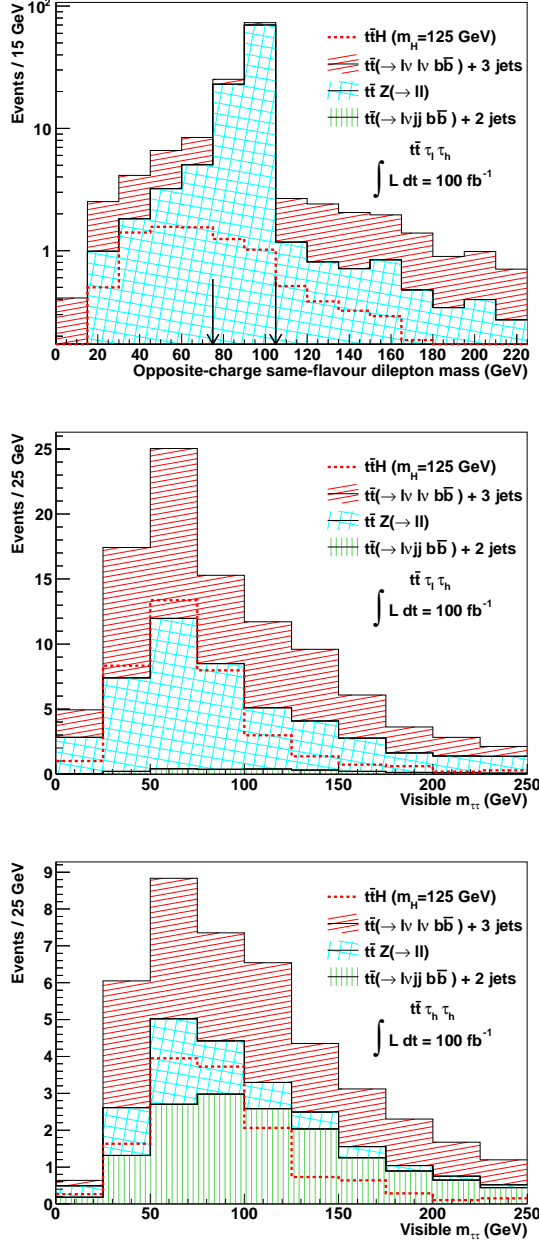 Events / 15 GeV
10²
10
1
tt̄H (m_H=125 GeV)
tt̄(→ lν lν bb̄) + 3 jets
tt̄ Z(→ll)
tt̄(→ lνjj bb̄) + 2 jets
tt̄ τ_l τ_h
∫ L dt = 100 fb⁻¹
0 20 40 60 80 100 120 140 160 180 200 220
Opposite-charge same-flavour dilepton mass (GeV)
Events / 25 GeV
25
20
15
10
5
0
tt̄H (m_H=125 GeV)
tt̄(→ lν lν bb̄) + 3 jets
tt̄ Z(→ll)
tt̄(→ lνjj bb̄) + 2 jets
tt̄ τ_l τ_h
∫ L dt = 100 fb⁻¹
0 50 100 150 200 250
Visible m_ττ (GeV)
Events / 25 GeV
9
8
7
6
5
4
3
2
1
0
tt̄H (m_H=125 GeV)
tt̄(→ lν lν bb̄) + 3 jets
tt̄ Z(→ll)
tt̄(→ lνjj bb̄) + 2 jets
tt̄ τ_h τ_h
∫ L dt = 100 fb⁻¹
0 50 100 150 200 250
Visible m_ττ (GeV)